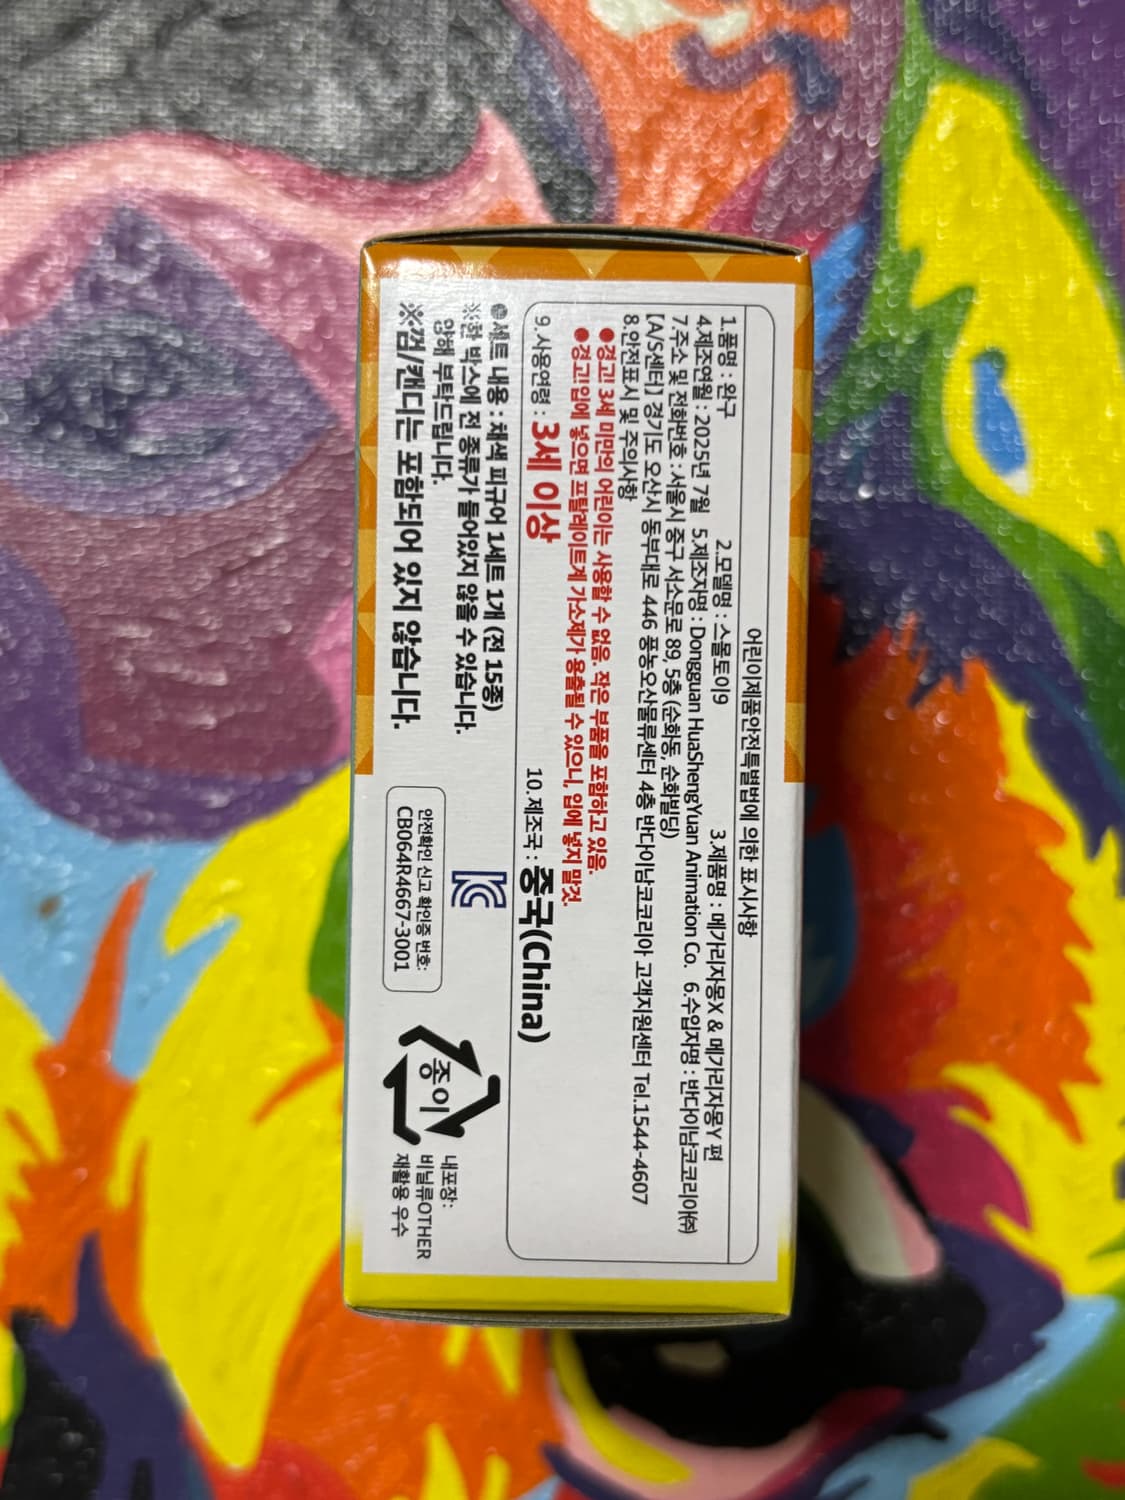 어린이제품안전특별법에 의한 표시사항
1.품명 : 완구 2.모델명 : 스몰토이9 3.제품명 : 메가리자몽X & 메가리자몽Y 편
4.제조연월 : 2025년 7월 5.제조자명 : Dongguan HuaShengYuan Animation Co. 6.수입자명 : 반다이남코코리아㈜
7.주소 및 전화번호 : 서울시 중구 서소문로 89, 5층 (순화동, 순화빌딩)
【A/S센터】 경기도 오산시 동부대로 446 풍농오산물류센터 4층 반다이남코코리아 고객지원센터 Tel.1544-4607
8.안전표시 및 주의사항
●경고! 3세 미만의 어린이는 사용할 수 없음. 작은 부품을 포함하고 있음.
●경고!입에 넣으면 프탈레이트계 가소제가 용출될 수 있으니, 입에 넣지 말것.
9.사용연령 : 3세 이상 10.제조국 : 중국(China)
●세트 내용 : 채색 피규어 1세트 1개 (전 15종)
※한 박스에 전 종류가 들어있지 않을 수 있습니다.
양해 부탁드립니다.
※껌/캔디는 포함되어 있지 않습니다.
안전확인 신고 확인증 번호:
CB064R4667-3001
종이
내포장:
비닐류OTHER
재활용 우수